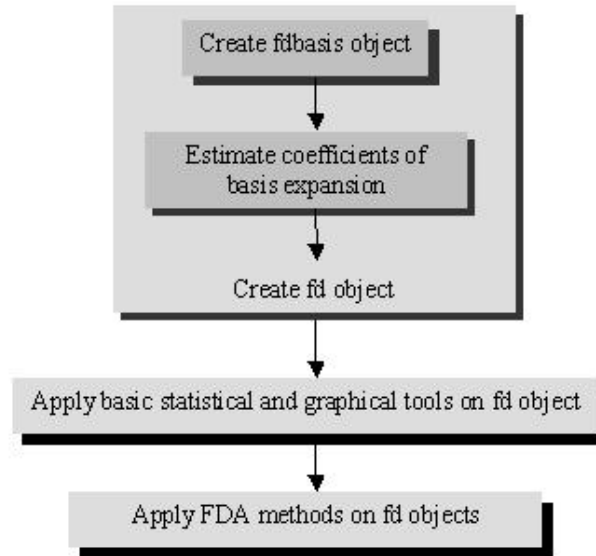 Create fdbasis object
Estimate coefficients of
basis expansion
Create fd object
Apply basic statistical and graphical tools on fd object
Apply FDA methods on fd objects